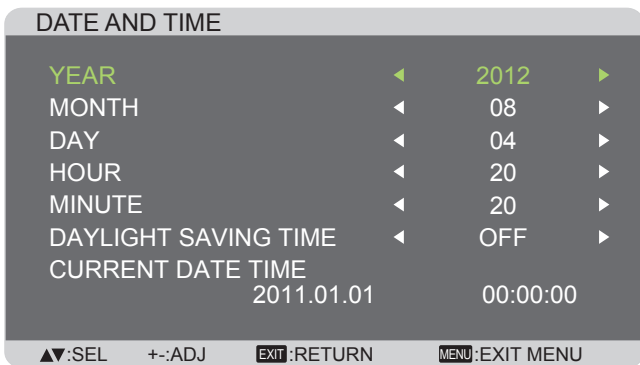 DATE AND TIME
YEAR 2012
MONTH 08
DAY 04
HOUR 20
MINUTE 20
DAYLIGHT SAVING TIME OFF
CURRENT DATE TIME
2011.01.01 00:00:00
▲▼:SEL +-:ADJ EXIT:RETURN MENU:EXIT MENU